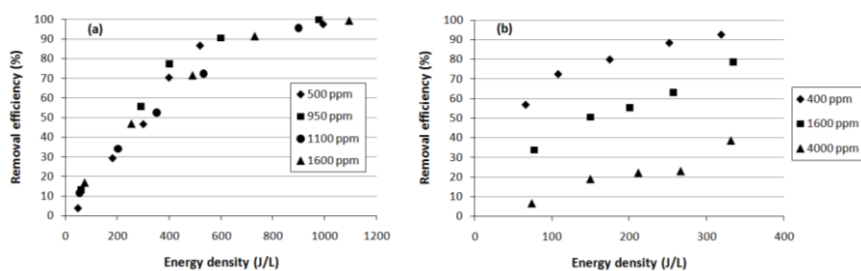 (a)
Removal efficiency (%)
100
90
80
70
60
50
40
30
20
10
0
0 200 400 600 800 1000 1200
Energy density (J/L)
500 ppm
950 ppm
1100 ppm
1600 ppm
(b)
Removal efficiency (%)
100
90
80
70
60
50
40
30
20
10
0
0 100 200 300 400
Energy density (J/L)
400 ppm
1600 ppm
4000 ppm